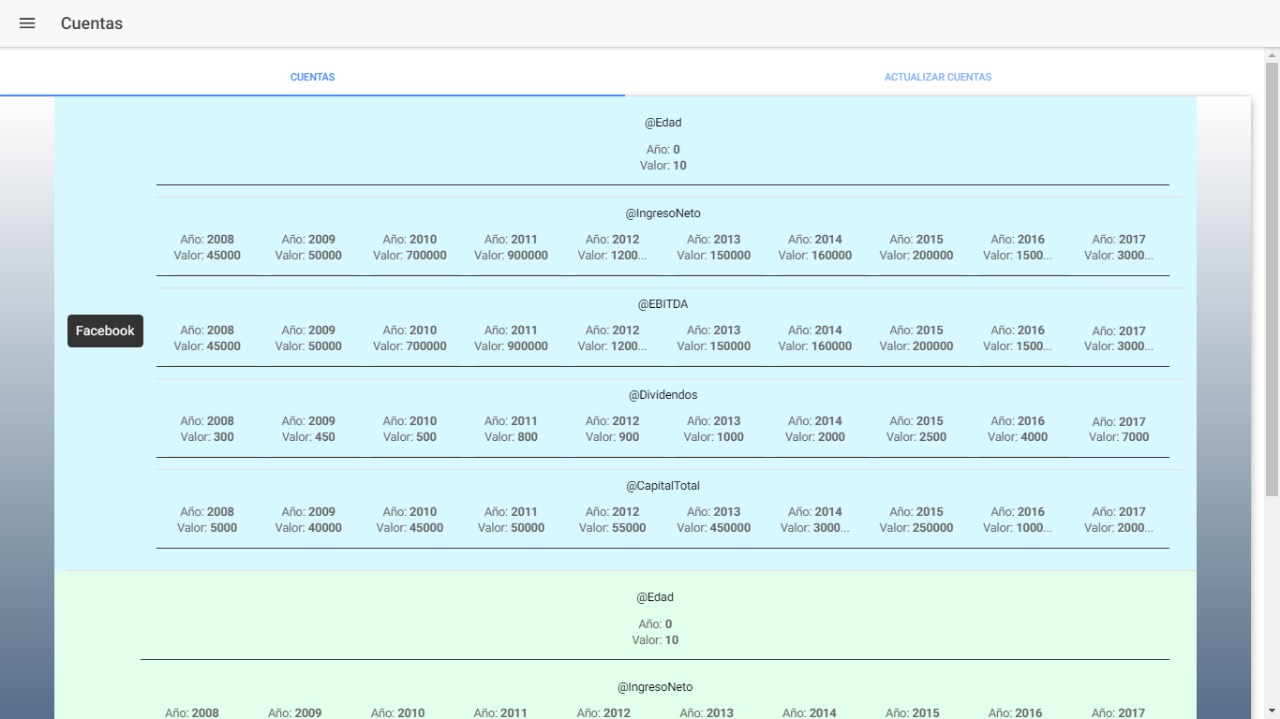 Cuentas
CUENTAS ACTUALIZAR CUENTAS
@Edad
Año: 0
Valor: 10
@IngresoNeto
Año: 2008 Año: 2009 Año: 2010 Año: 2011 Año: 2012 Año: 2013 Año: 2014 Año: 2015 Año: 2016 Año: 2017
Valor: 45000 Valor: 50000 Valor: 700000 Valor: 900000 Valor: 1200... Valor: 150000 Valor: 160000 Valor: 200000 Valor: 1500... Valor: 3000...
@EBITDA
Facebook
Año: 2008 Año: 2009 Año: 2010 Año: 2011 Año: 2012 Año: 2013 Año: 2014 Año: 2015 Año: 2016 Año: 2017
Valor: 45000 Valor: 50000 Valor: 700000 Valor: 900000 Valor: 1200... Valor: 150000 Valor: 160000 Valor: 200000 Valor: 1500... Valor: 3000...
@Dividendos
Año: 2008 Año: 2009 Año: 2010 Año: 2011 Año: 2012 Año: 2013 Año: 2014 Año: 2015 Año: 2016 Año: 2017
Valor: 300 Valor: 450 Valor: 500 Valor: 800 Valor: 900 Valor: 1000 Valor: 2000 Valor: 2500 Valor: 4000 Valor: 7000
@CapitalTotal
Año: 2008 Año: 2009 Año: 2010 Año: 2011 Año: 2012 Año: 2013 Año: 2014 Año: 2015 Año: 2016 Año: 2017
Valor: 5000 Valor: 40000 Valor: 45000 Valor: 50000 Valor: 55000 Valor: 450000 Valor: 3000... Valor: 250000 Valor: 1000... Valor: 2000...
@Edad
Año: 0
Valor: 10
@IngresoNeto
Año: 2008 Año: 2009 Año: 2010 Año: 2011 Año: 2012 Año: 2013 Año: 2014 Año: 2015 Año: 2016 Año: 2017